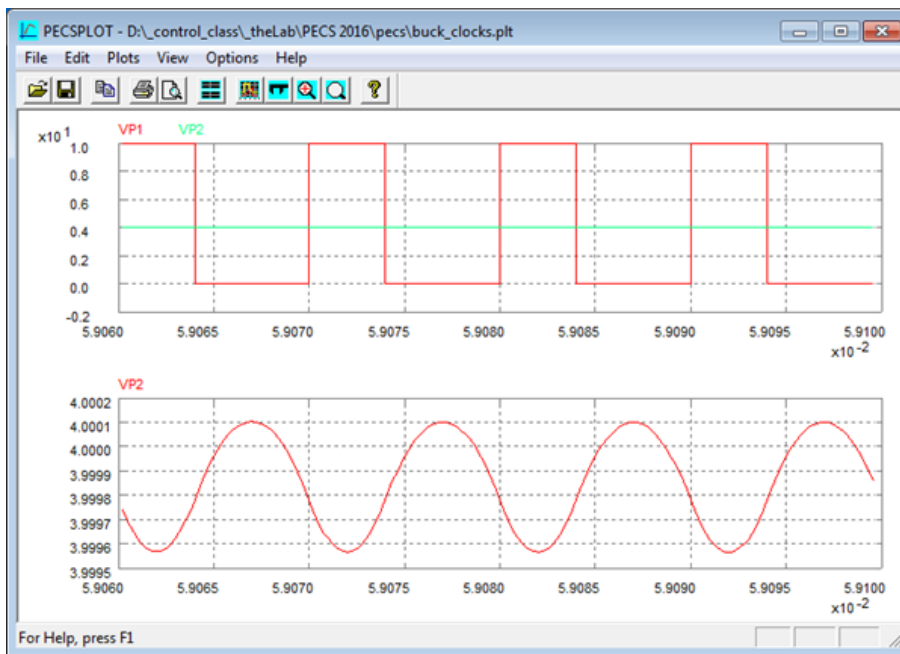 PECSPLOT - D:\_control_class\_theLab\PECS 2016\pecs\buck_clocks.plt
File Edit Plots View Options Help
VP1 VP2
x10 1
1.0
0.8
0.6
0.4
0.2
0.0
-0.2
5.9060 5.9065 5.9070 5.9075 5.9080 5.9085 5.9090 5.9095 5.9100
x10 -2
VP2
4.0002
4.0001
4.0000
3.9999
3.9998
3.9997
3.9996
3.9995
5.9060 5.9065 5.9070 5.9075 5.9080 5.9085 5.9090 5.9095 5.9100
x10 -2
For Help, press F1